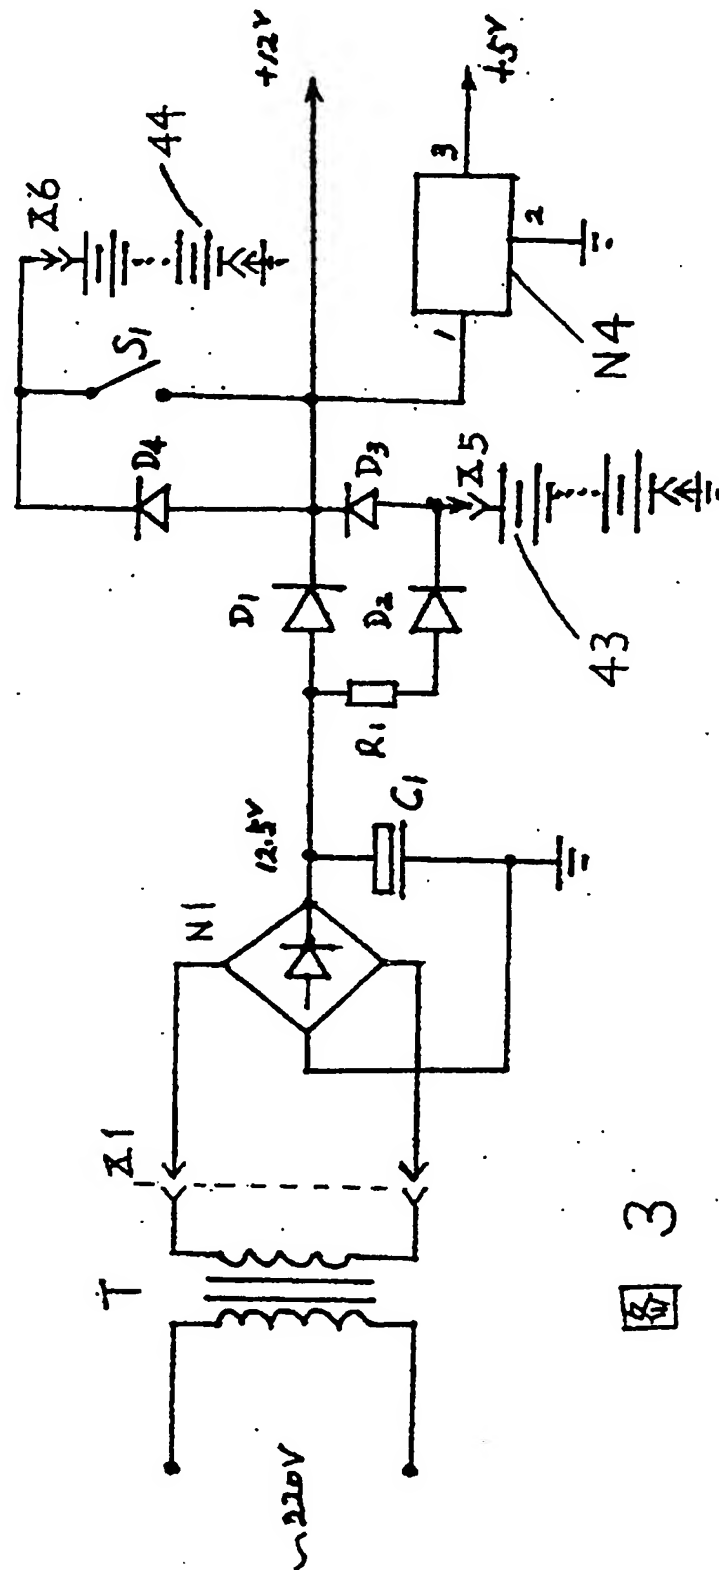 ~220V
T
X1
N1
12.5V
C1
R1
D1
D2
D3
D4
S1
X5
43
X6
44
+12V
1
2
3
N4
+5V
图 3